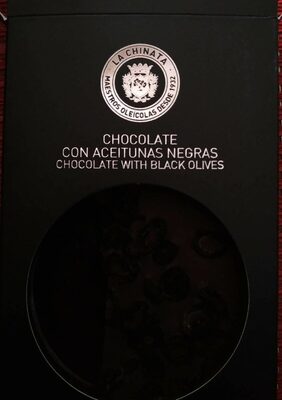 LA CHINATA
MAESTROS OLEICOLAS DESDE 1932
CHOCOLATE
CON ACEITUNAS NEGRAS
CHOCOLATE WITH BLACK OLIVES